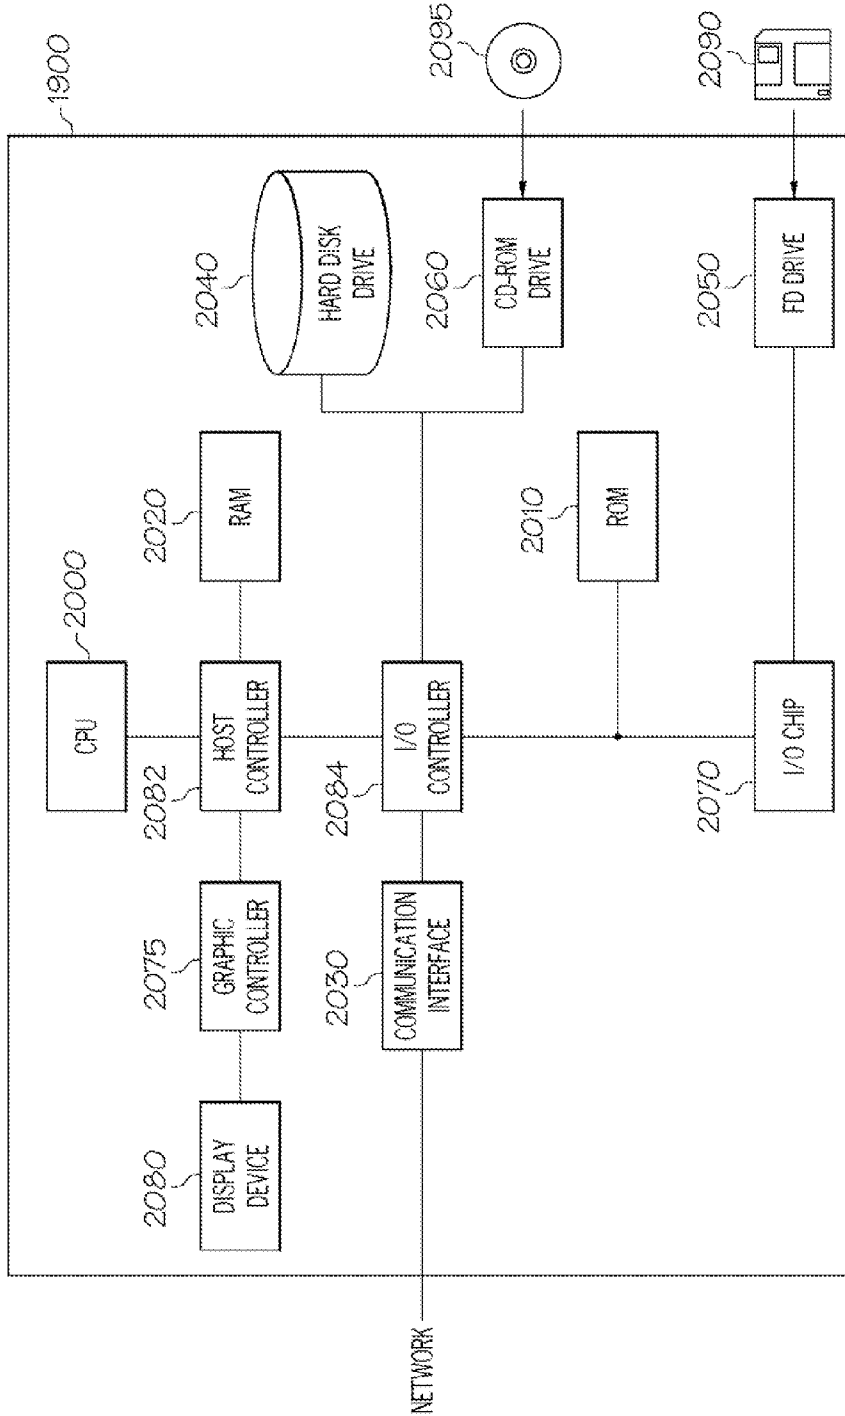 1900
CPU
2000
DISPLAY
DEVICE
2080
GRAPHIC
CONTROLLER
2075
HOST
CONTROLLER
2082
RAM
2020
HARD DISK
DRIVE
2040
NETWORK
COMMUNICATION
INTERFACE
2030
I/O
CONTROLLER
2084
CD-ROM
DRIVE
2060
2095
ROM
2010
I/O CHIP
2070
FD DRIVE
2050
2090